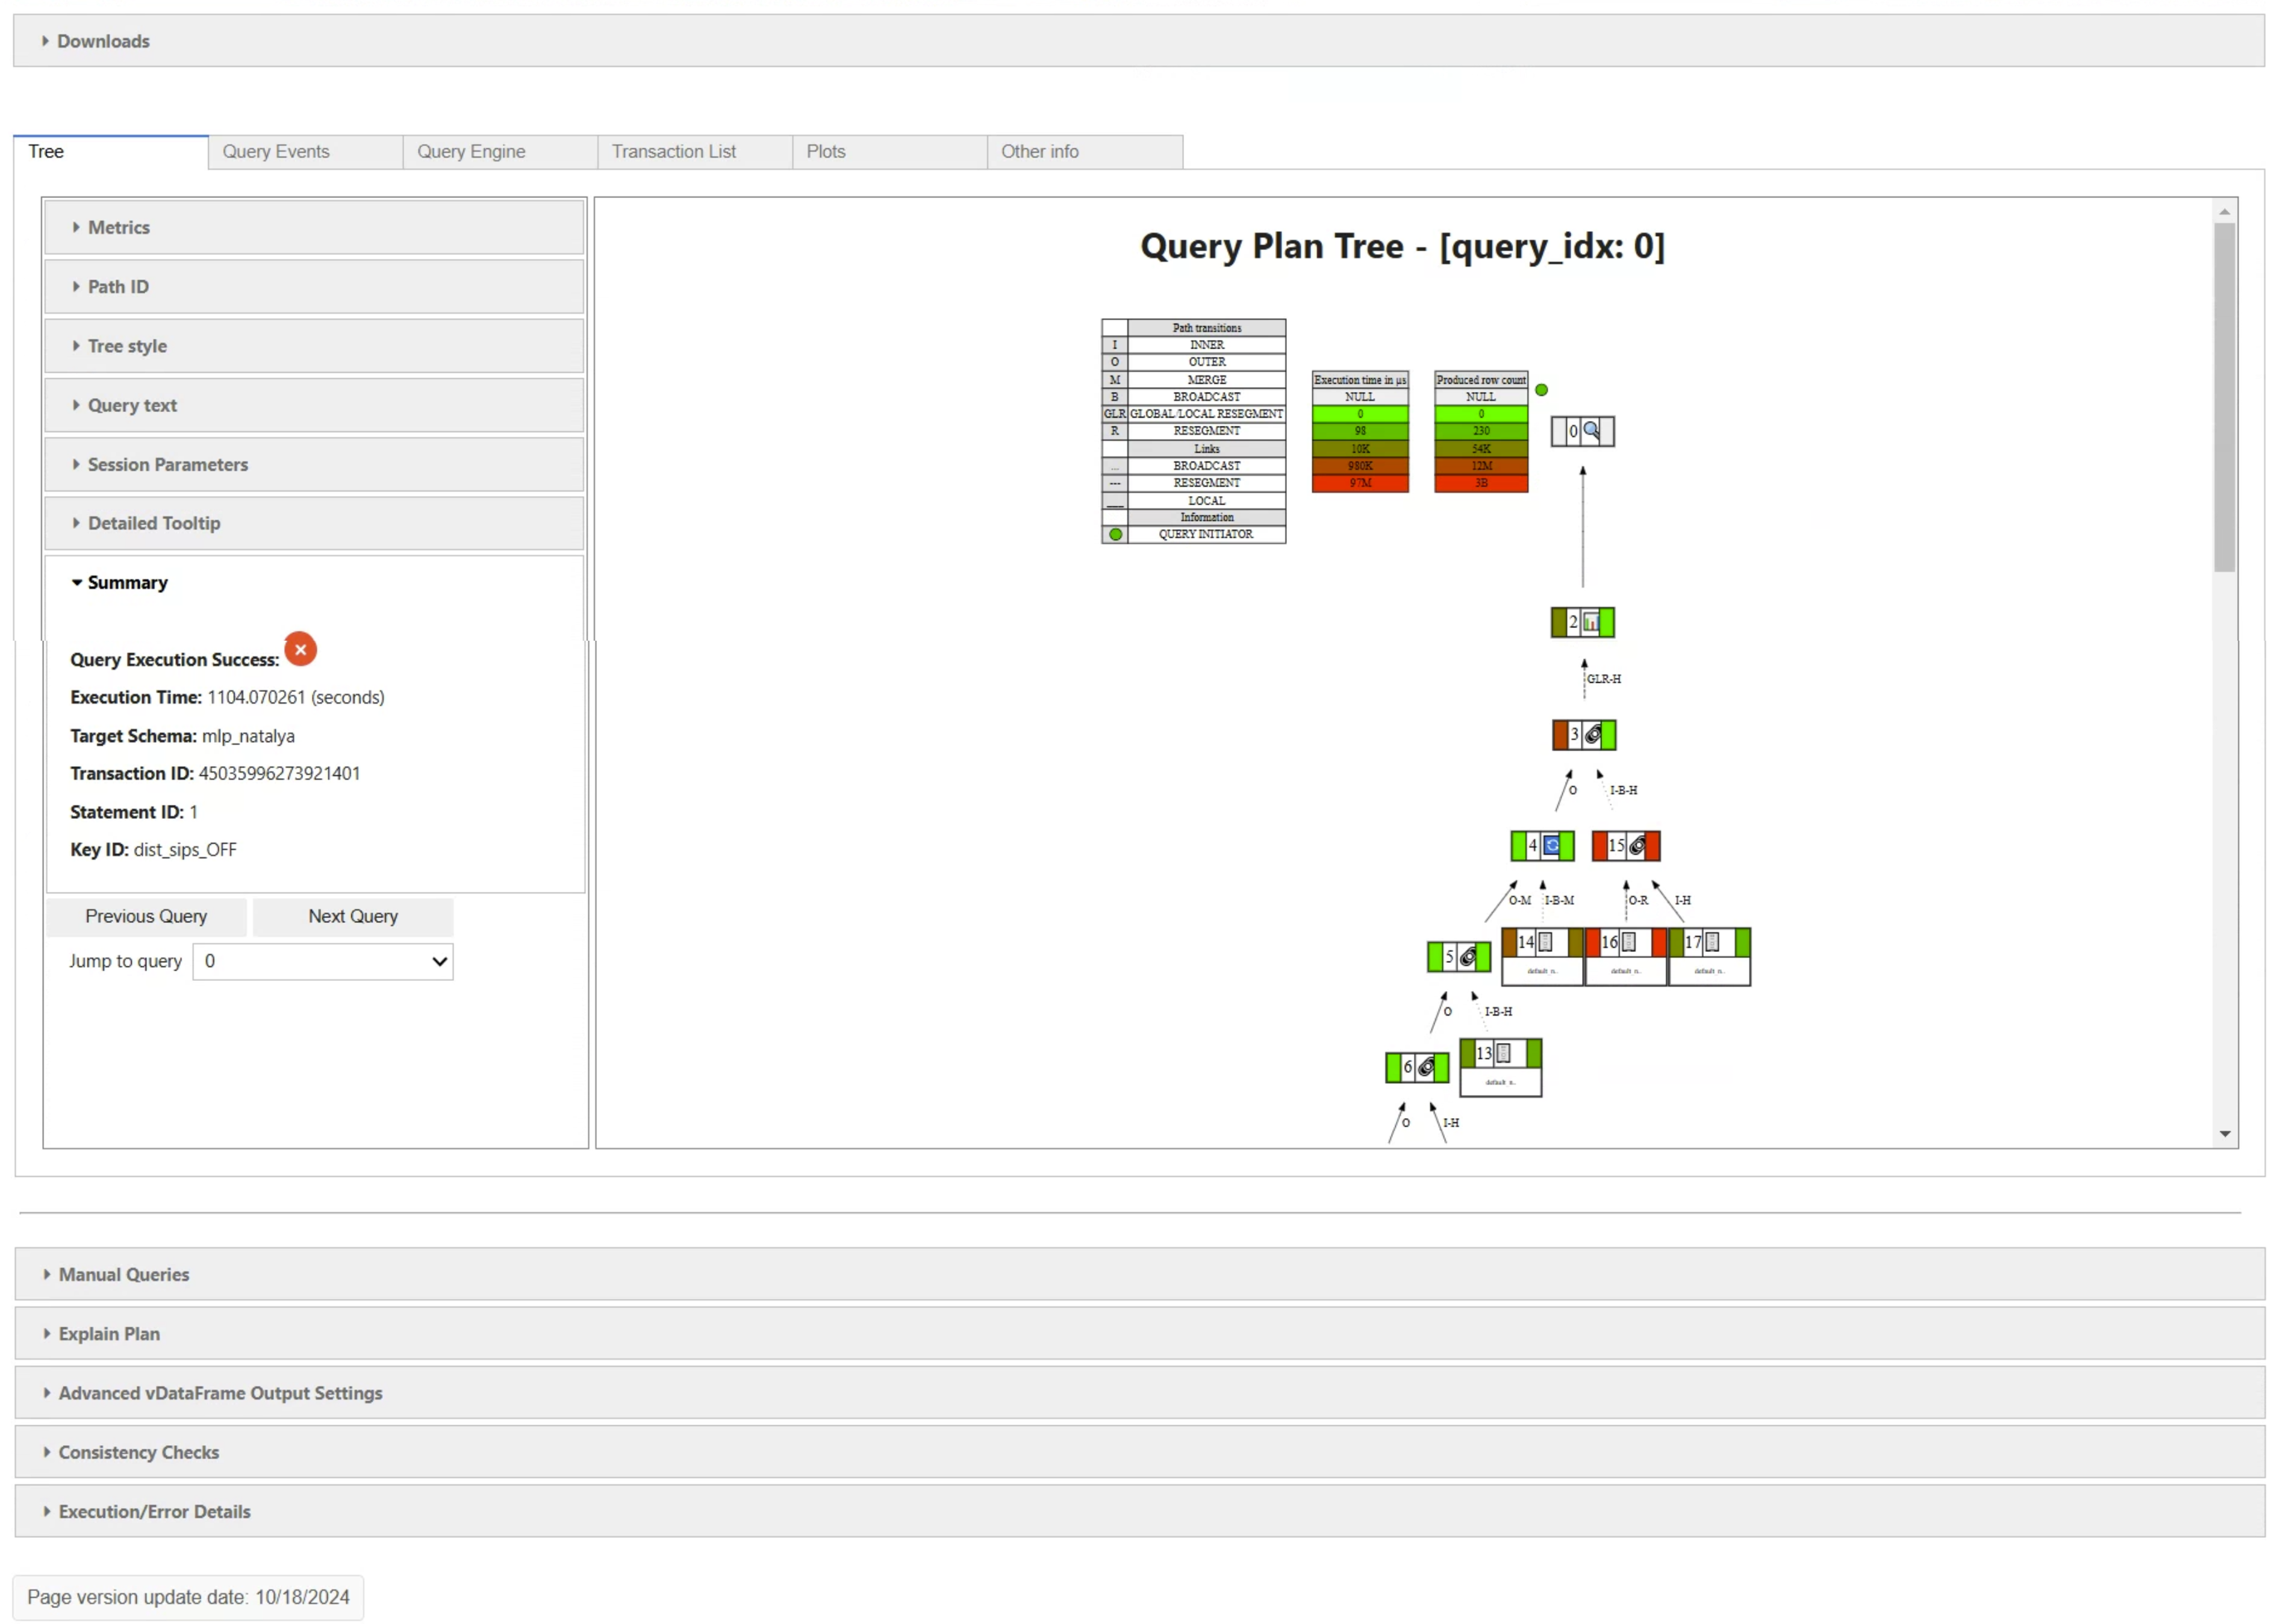 Downloads
Tree Query Events Query Engine Transaction List Plots Other info
Metrics
Path ID
Tree style
Query text
Session Parameters
Detailed Tooltip
Summary
Query Execution Success:
Execution Time: 1104.070261 (seconds)
Target Schema: mlp_natalya
Transaction ID: 45035996273921401
Statement ID: 1
Key ID: dist_sips_OFF
Previous Query Next Query
Jump to query 0
Query Plan Tree - [query_idx: 0]
Path transitions
I INNER
O OUTER
M MERGE
B BROADCAST
GLR GLOBAL/LOCAL RESEGMENT
R RESEGMENT
Links
... BROADCAST
--- RESEGMENT
___ LOCAL
Information
QUERY INITIATOR
Execution time in µs
NULL
0
98
10K
980K
97M
Produced row count
NULL
0
230
54K
12M
3B
0
2
GLR-H
3
O I-B-H
4 15
O-M I-B-M O-R I-H
5 14 16 17
default n.. default n.. default n..
O I-B-H
6 13
default n..
O I-H
Manual Queries
Explain Plan
Advanced vDataFrame Output Settings
Consistency Checks
Execution/Error Details
Page version update date: 10/18/2024